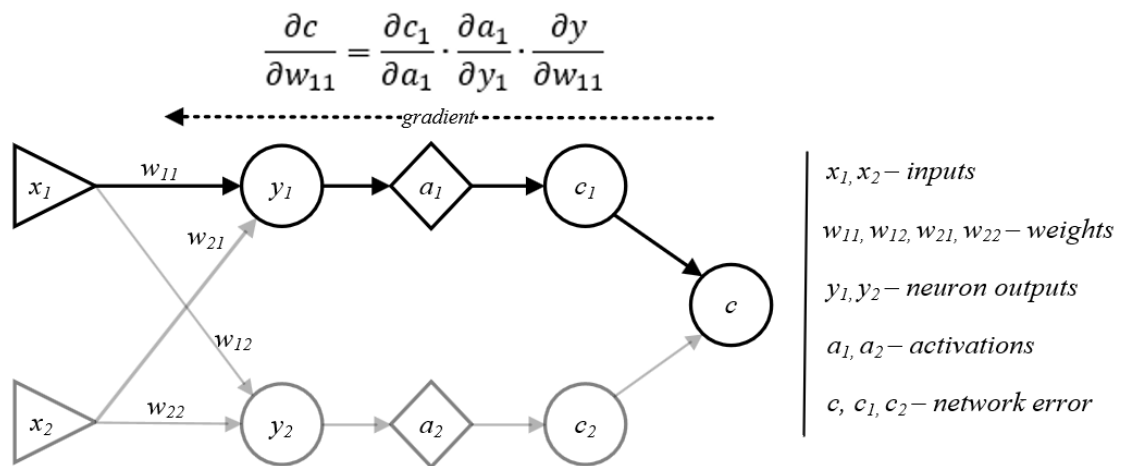 ∂c/∂w₁₁ = ∂c₁/∂a₁ · ∂a₁/∂y₁ · ∂y/∂w₁₁
gradient
x₁ w₁₁ y₁ a₁ c₁
w₂₁
c
w₁₂
x₂ w₂₂ y₂ a₂ c₂
x₁, x₂ – inputs
w₁₁, w₁₂, w₂₁, w₂₂ – weights
y₁, y₂ – neuron outputs
a₁, a₂ – activations
c, c₁, c₂ – network error